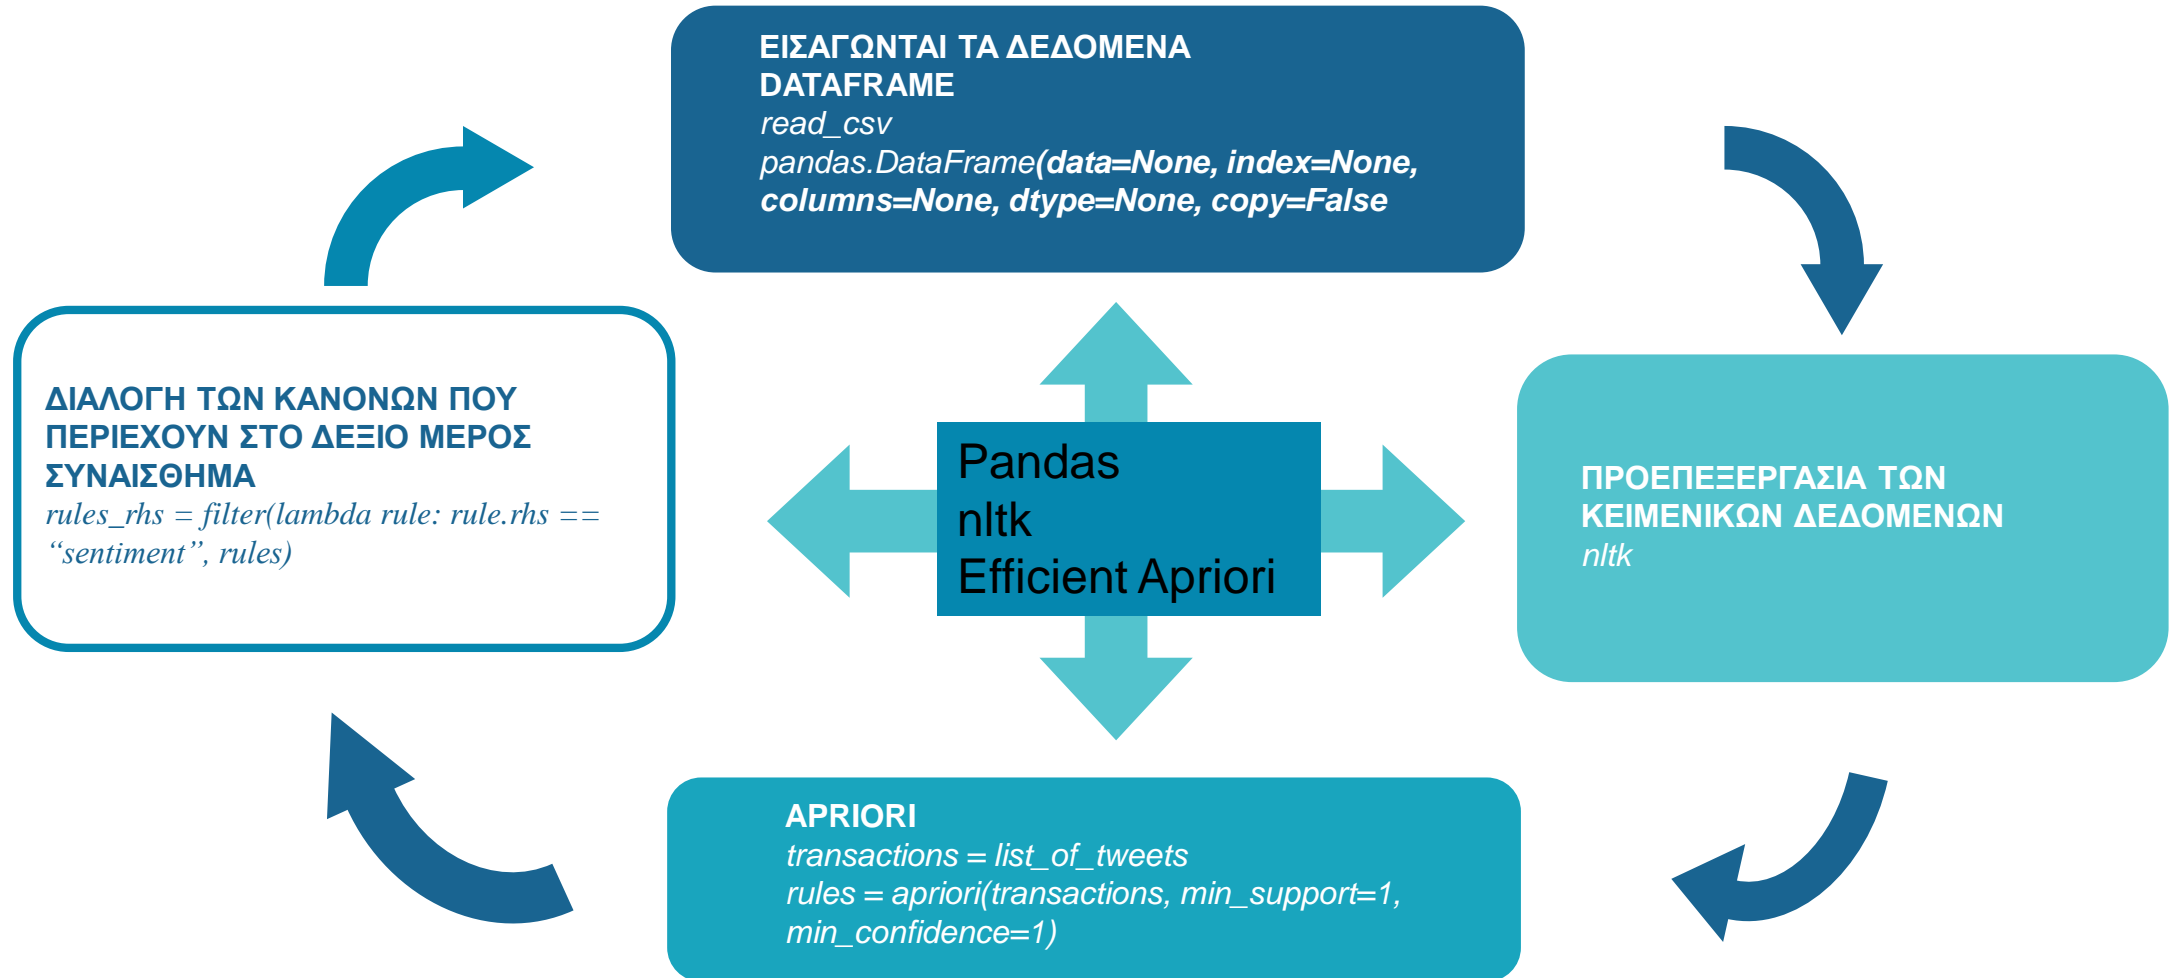 ΕΙΣΑΓΩΝΤΑΙ ΤΑ ΔΕΔΟΜΕΝΑ
DATAFRAME
read_csv
pandas.DataFrame(data=None, index=None,
columns=None, dtype=None, copy=False
ΔΙΑΛΟΓΗ ΤΩΝ ΚΑΝΟΝΩΝ ΠΟΥ
ΠΕΡΙΕΧΟΥΝ ΣΤΟ ΔΕΞΙΟ ΜΕΡΟΣ
ΣΥΝΑΙΣΘΗΜΑ
rules_rhs = filter(lambda rule: rule.rhs ==
“sentiment”, rules)
Pandas
nltk
Efficient Apriori
ΠΡΟΕΠΕΞΕΡΓΑΣΙΑ ΤΩΝ
ΚΕΙΜΕΝΙΚΩΝ ΔΕΔΟΜΕΝΩΝ
nltk
APRIORI
transactions = list_of_tweets
rules = apriori(transactions, min_support=1,
min_confidence=1)